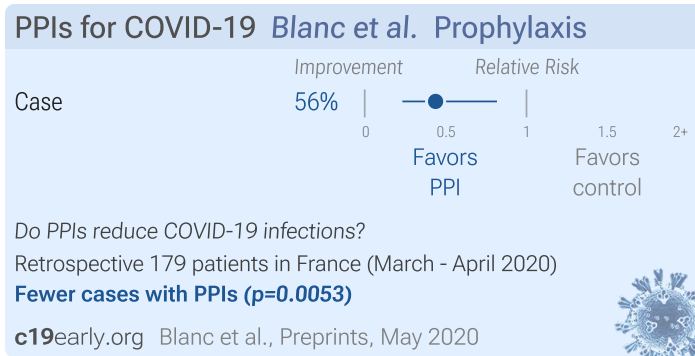 PPIs for COVID-19 Blanc et al. Prophylaxis
Improvement Relative Risk
Case 56%
0 0.5 1 1.5 2+
Favors Favors
PPI control
Do PPIs reduce COVID-19 infections?
Retrospective 179 patients in France (March - April 2020)
Fewer cases with PPIs (p=0.0053)
c19early.org Blanc et al., Preprints, May 2020